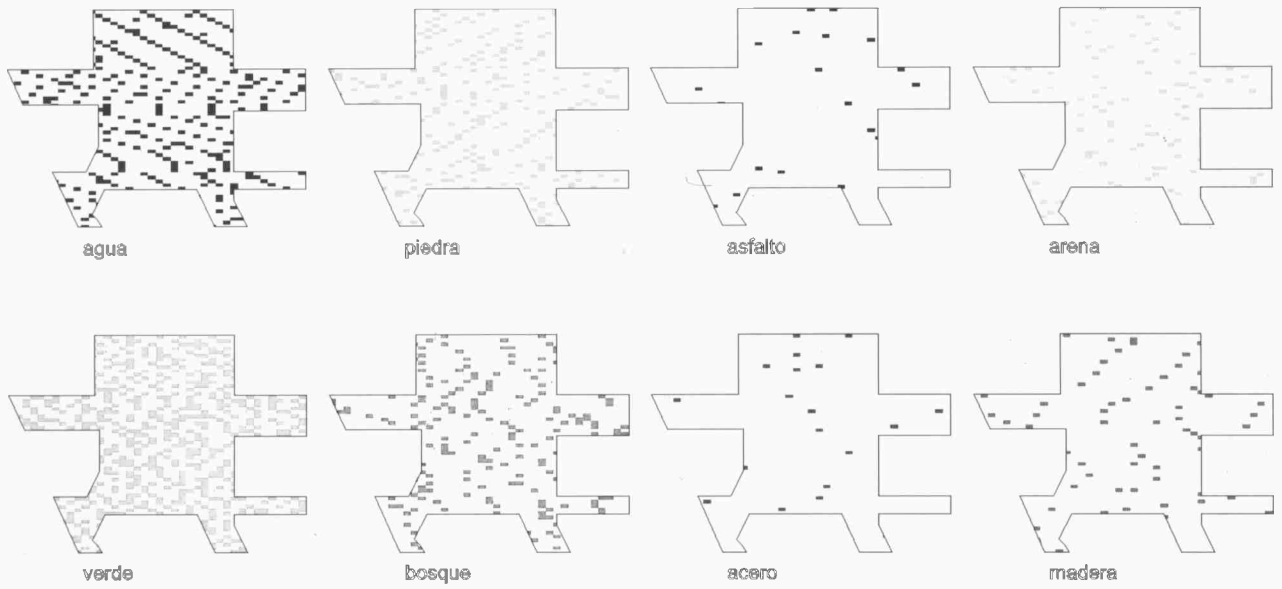 agua
piedra
asfalto
arena
verde
bosque
acero
madera